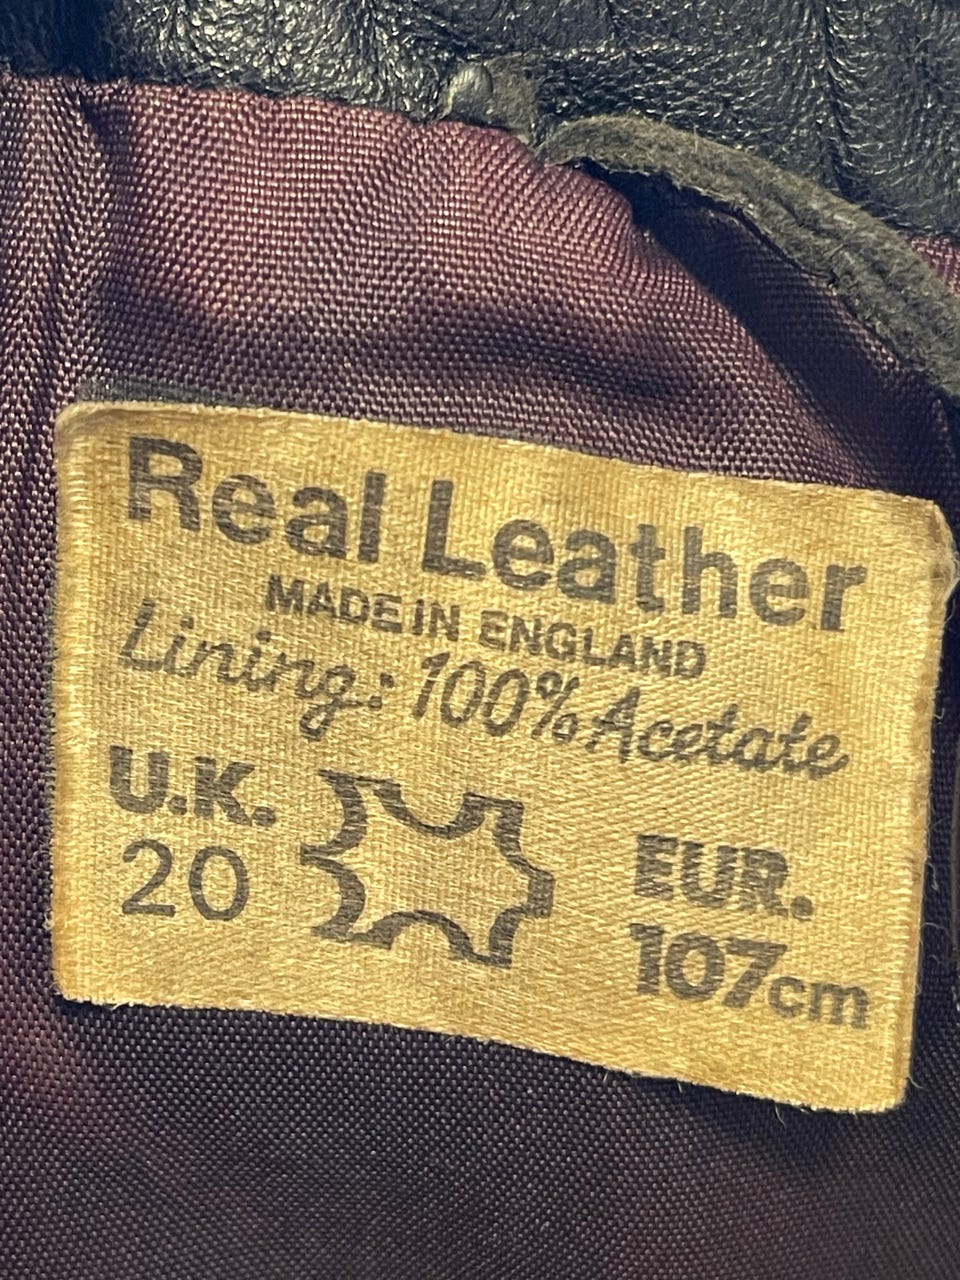 Real Leather
MADE IN ENGLAND
Lining: 100% Acetate
U.K.
20
EUR.
107cm